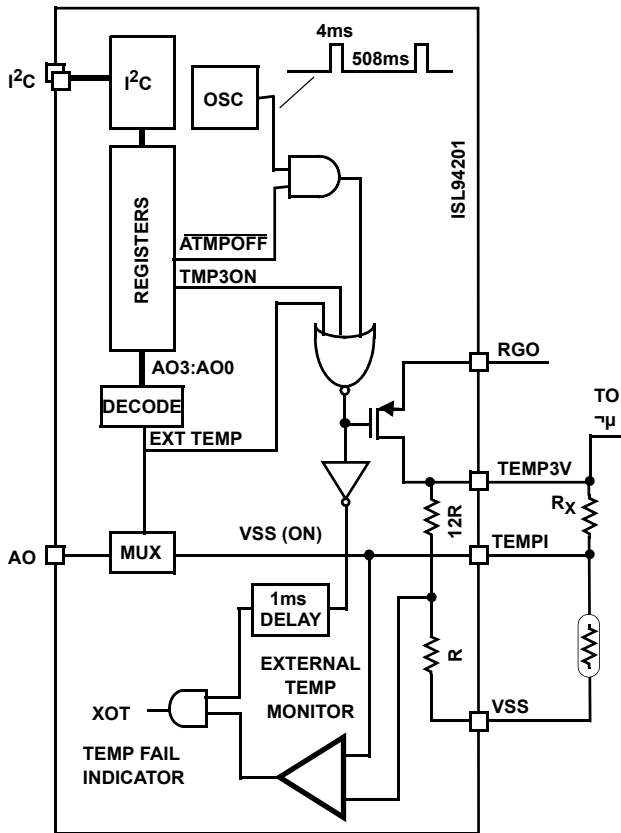 4ms
508ms
I²C
I²C
OSC
ISL94201
REGISTERS
ATMPOFF
TMP3ON
AO3:AO0
RGO
DECODE
TO
¬µ
EXT TEMP
TEMP3V
12R
RX
VSS (ON)
TEMPI
AO
MUX
1ms
DELAY
R
EXTERNAL
TEMP
MONITOR
XOT
VSS
TEMP FAIL
INDICATOR